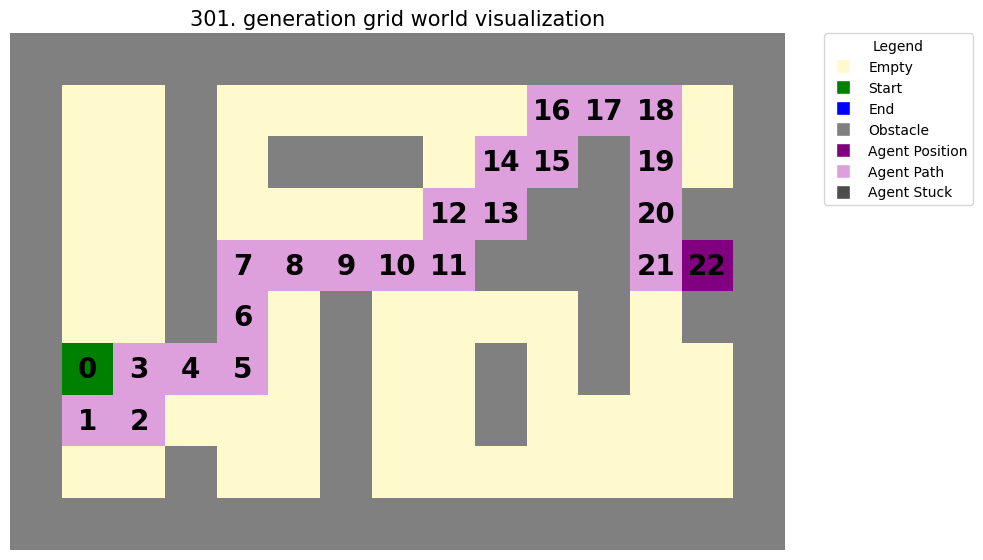 301. generation grid world visualization
16 17 18
14 15 19
12 13 20
7 8 9 10 11 21 22
6
0 3 4 5
1 2
Legend
Empty
Start
End
Obstacle
Agent Position
Agent Path
Agent Stuck